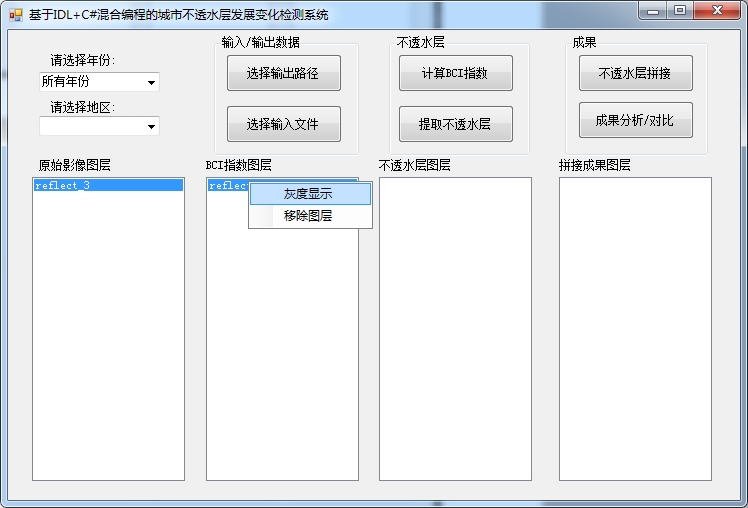 基于IDL+C#混合编程的城市不透水层发展变化检测系统
请选择年份:
所有年份
请选择地区:
输入/输出数据
选择输出路径
选择输入文件
不透水层
计算BCI指数
提取不透水层
成果
不透水层拼接
成果分析/对比
原始影像图层
BCI指数图层
不透水层图层
拼接成果图层
reflect_3
reflec
灰度显示
移除图层